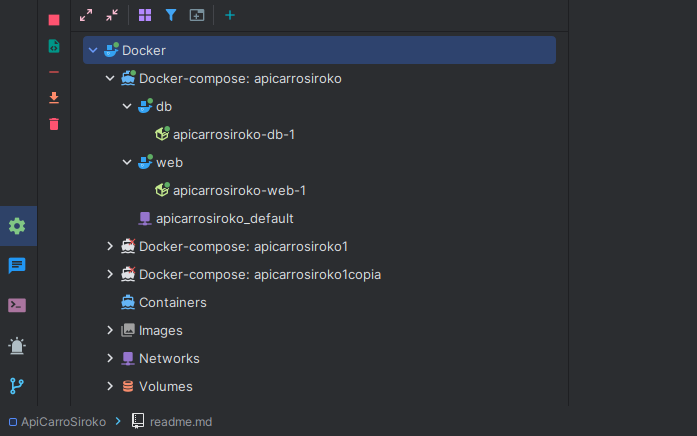 Docker
Docker-compose: apicarrosiroko
db
apicarrosiroko-db-1
web
apicarrosiroko-web-1
apicarrosiroko_default
Docker-compose: apicarrosiroko1
Docker-compose: apicarrosiroko1copia
Containers
Images
Networks
Volumes
ApiCarroSiroko readme.md